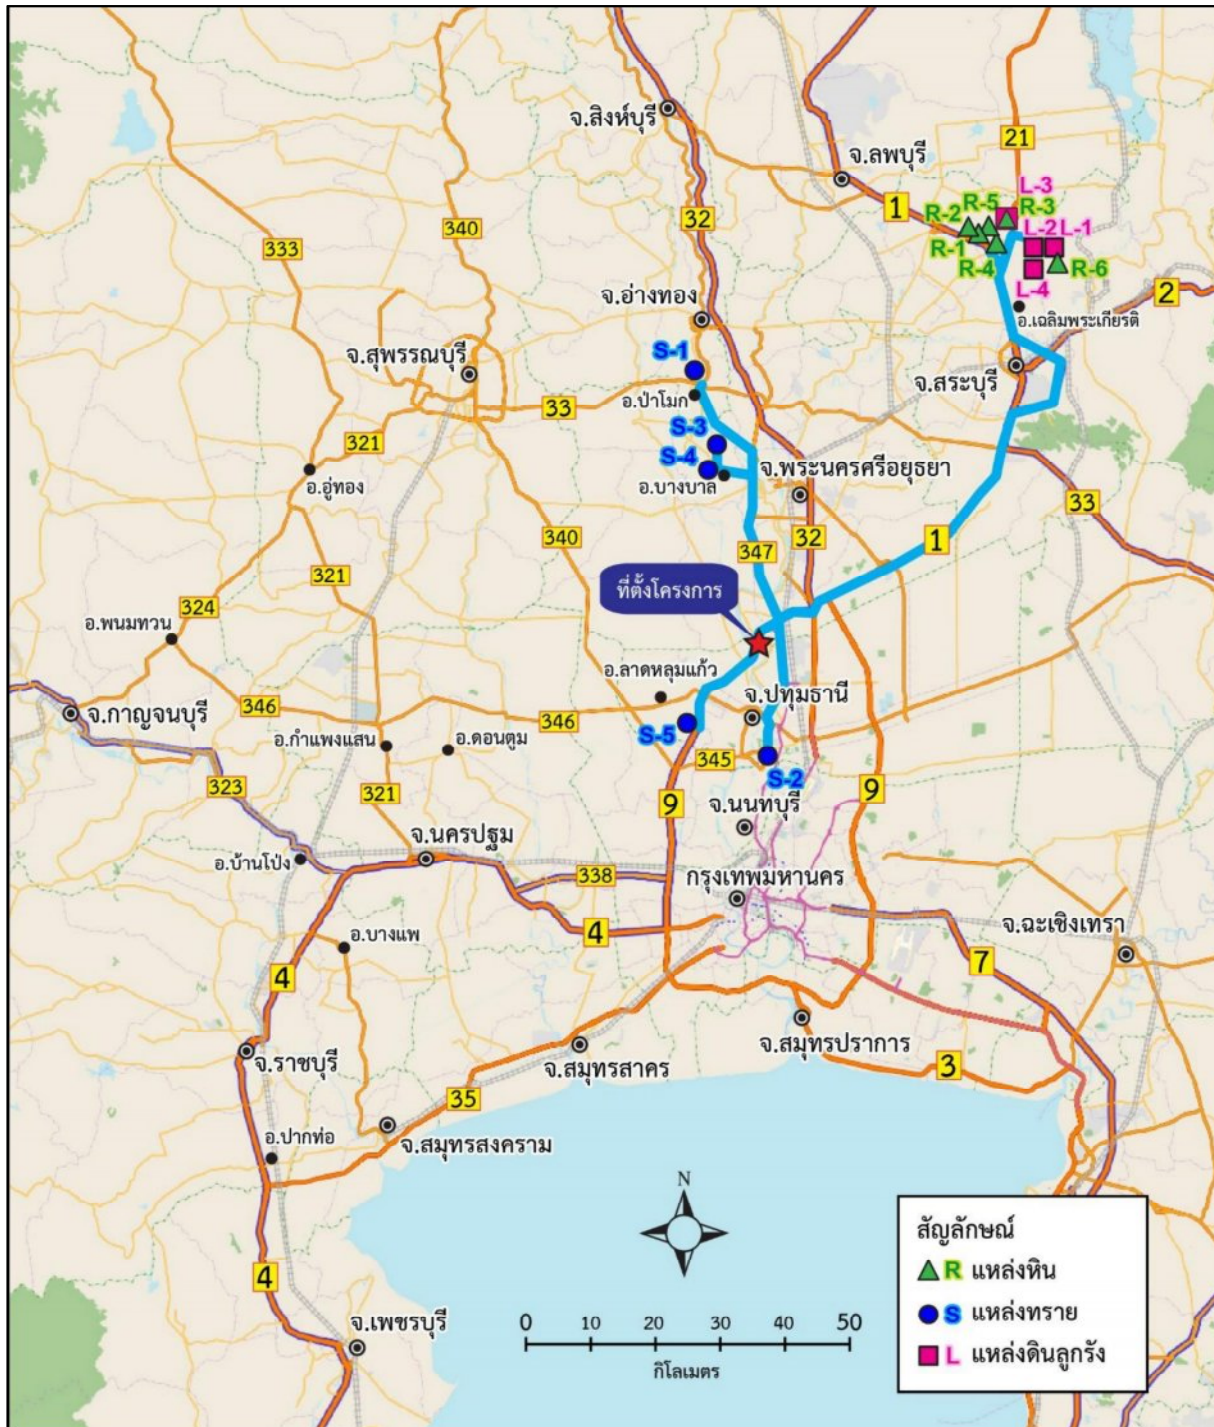 จ.สิงห์บุรี
จ.ลพบุรี
21
L-3
R-5
R-3
R-2
L-2
L-1
1
32
340
333
R-1
R-4
R-6
L-4
2
อ.เฉลิมพระเกียรติ
จ.อ่างทอง
จ.สุพรรณบุรี
S-1
จ.สระบุรี
อ.ป่าโมก
33
321
S-3
S-4
จ.พระนครศรีอยุธยา
อ.บางบาล
อ.อู่ทอง
33
340
347
32
1
321
ที่ตั้งโครงการ
324
อ.พนมทวน
อ.ลาดหลุมแก้ว
จ.กาญจนบุรี
346
346
จ.ปทุมธานี
S-5
อ.กำแพงแสน
อ.ดอนตูม
345
S-2
323
321
9
9
จ.นนทบุรี
จ.นครปฐม
อ.บ้านโป่ง
338
กรุงเทพมหานคร
4
จ.ฉะเชิงเทรา
อ.บางแพ
7
4
จ.ราชบุรี
จ.สมุทรสาคร
จ.สมุทรปราการ
3
35
อ.ปากท่อ
จ.สมุทรสงคราม
N
4
จ.เพชรบุรี
0 10 20 30 40 50
กิโลเมตร
สัญลักษณ์
R แหล่งหิน
S แหล่งทราย
L แหล่งดินลูกรัง